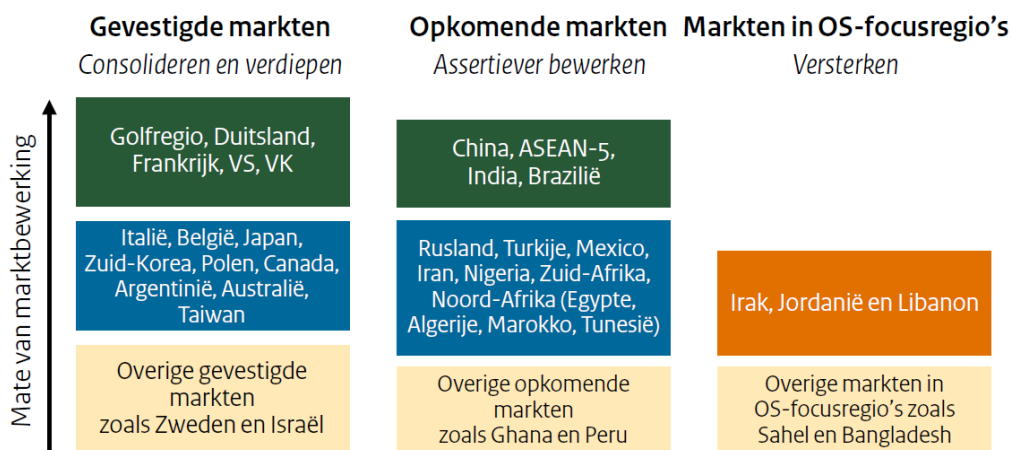 Gevestigde markten
Consolideren en verdiepen
Opkomende markten
Assertiever bewerken
Markten in OS-focusregio's
Versterken
Mate van marktbewerking
Golfregio, Duitsland,
Frankrijk, VS, VK
Italië, België, Japan,
Zuid-Korea, Polen, Canada,
Argentinië, Australië,
Taiwan
Overige gevestigde
markten
zoals Zweden en Israël
China, ASEAN-5,
India, Brazilië
Rusland, Turkije, Mexico,
Iran, Nigeria, Zuid-Afrika,
Noord-Afrika (Egypte,
Algerije, Marokko, Tunesië)
Overige opkomende
markten
zoals Ghana en Peru
Irak, Jordanië en Libanon
Overige markten in
OS-focusregio's zoals
Sahel en Bangladesh